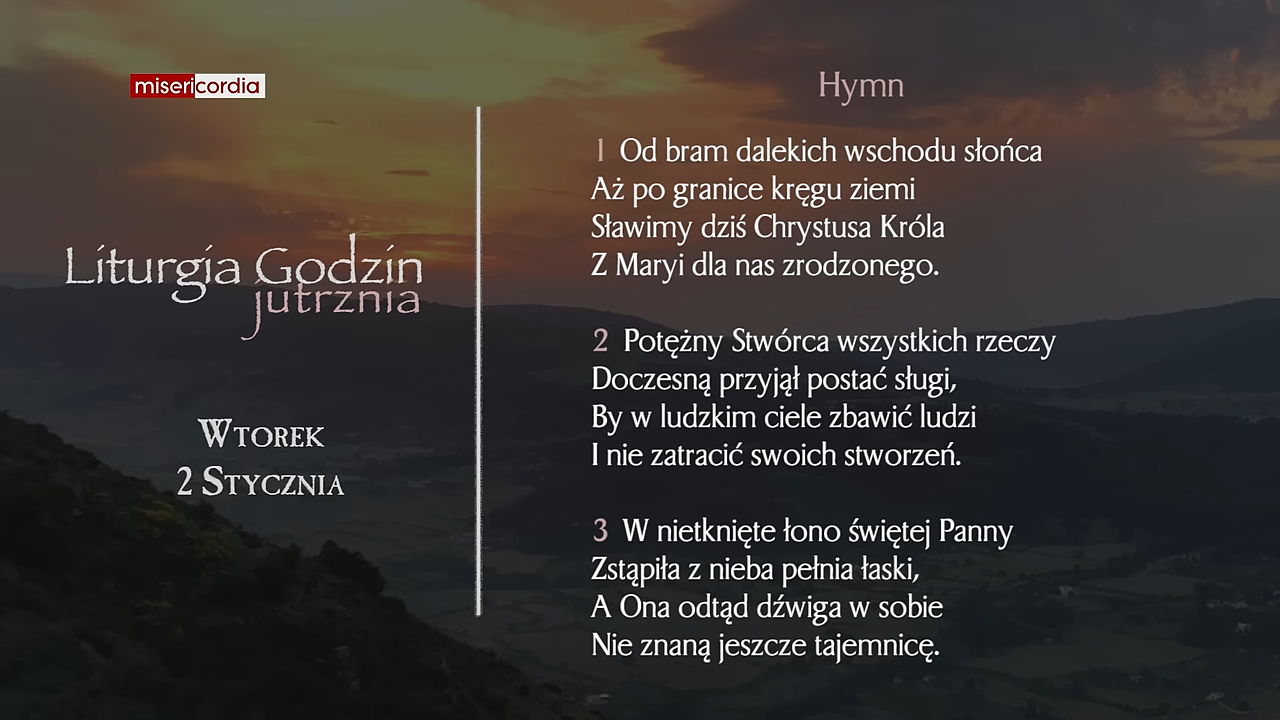 misericordia
Liturgia Godzin
jutrznia
Wtorek
2 Stycznia
Hymn
1 Od bram dalekich wschodu słońca
Aż po granice kręgu ziemi
Sławimy dziś Chrystusa Króla
Z Maryi dla nas zrodzonego.
2 Potężny Stwórca wszystkich rzeczy
Doczesną przyjął postać sługi,
By w ludzkim ciele zbawić ludzi
I nie zatracić swoich stworzeń.
3 W nietknięte łono świętej Panny
Zstąpiła z nieba pełnia łaski,
A Ona odtąd dźwiga w sobie
Nie znaną jeszcze tajemnicę.